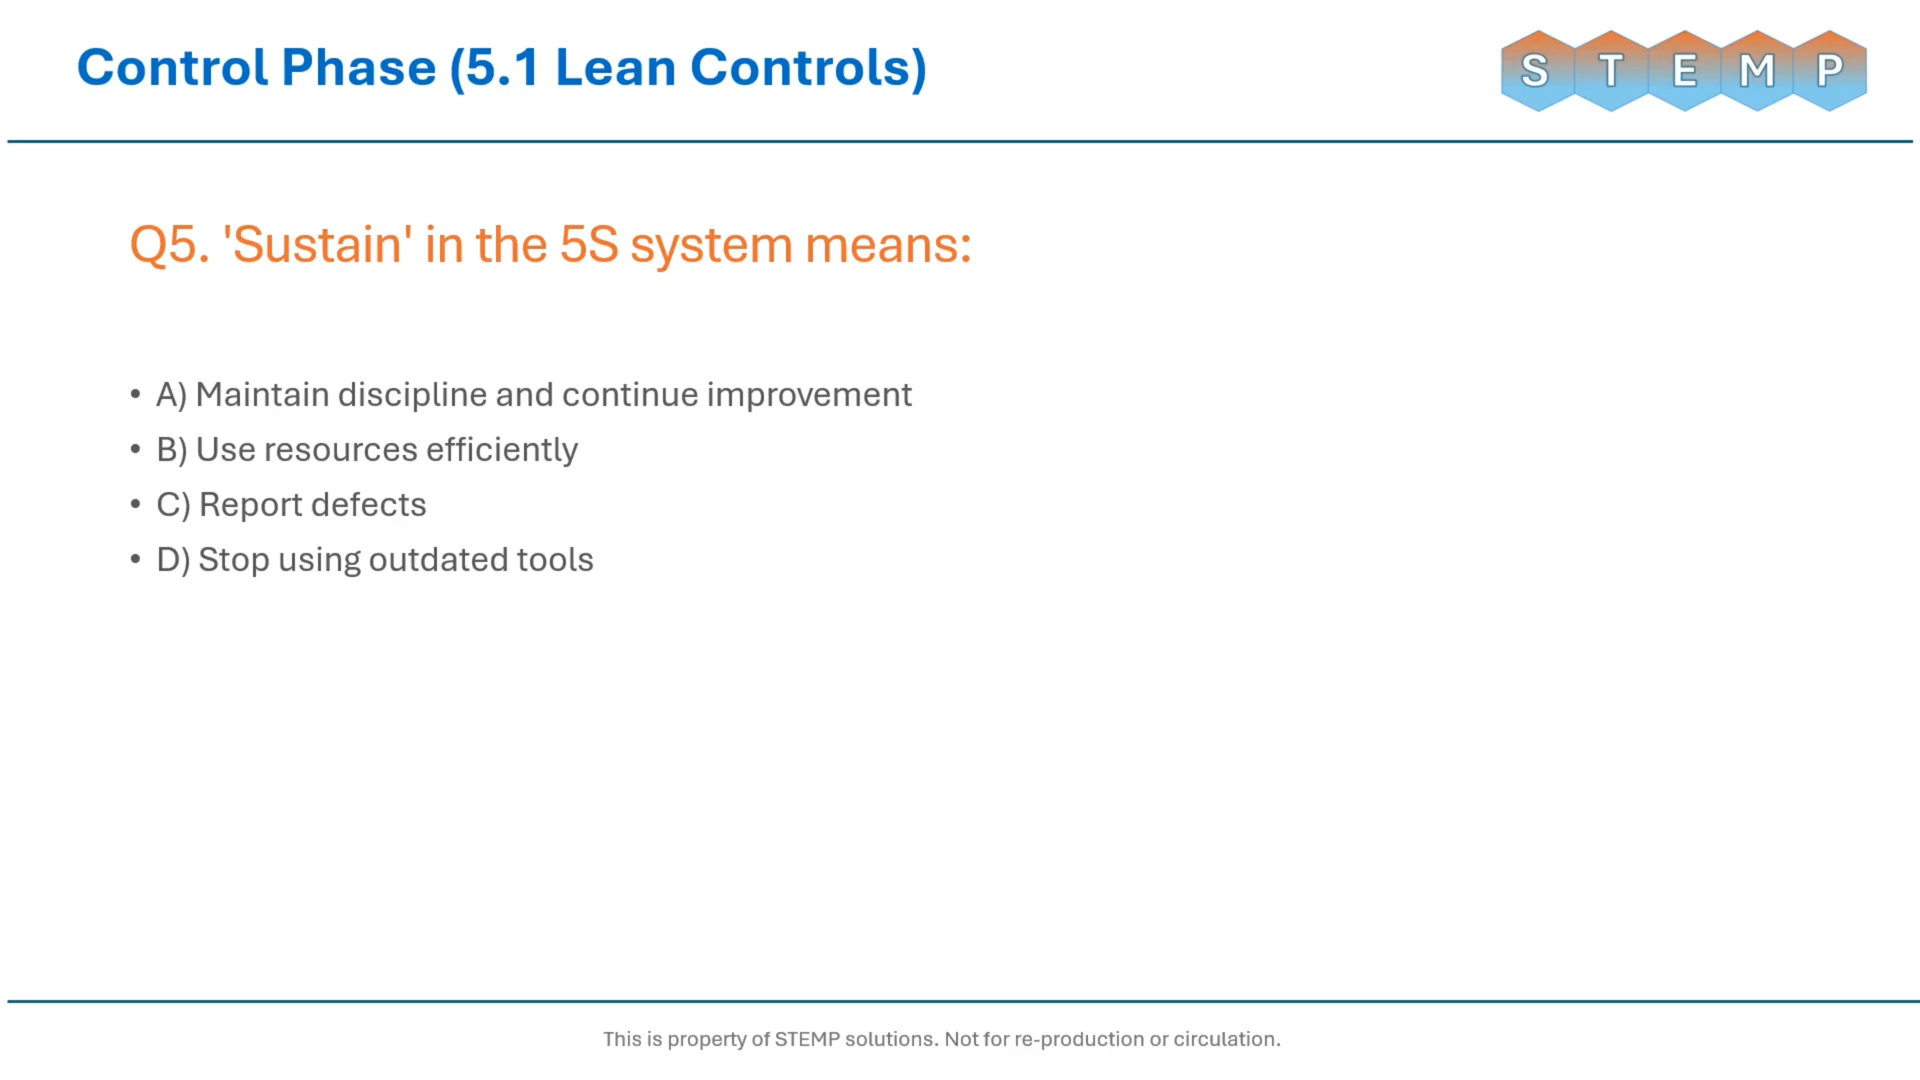 Control Phase (5.1 Lean Controls)
S T E M P
Q5. 'Sustain' in the 5S system means:
• A) Maintain discipline and continue improvement
• B) Use resources efficiently
• C) Report defects
• D) Stop using outdated tools
This is property of STEMP solutions. Not for re-production or circulation.